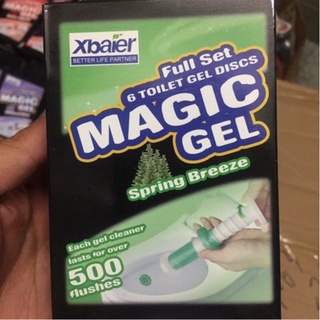 Xbaier
BETTER LIFE PARTNER
Full Set
6 TOILET GEL DISCS
MAGIC
GEL
Spring Breeze
Each gel cleaner
lasts for over
500
flushes
MAGIC